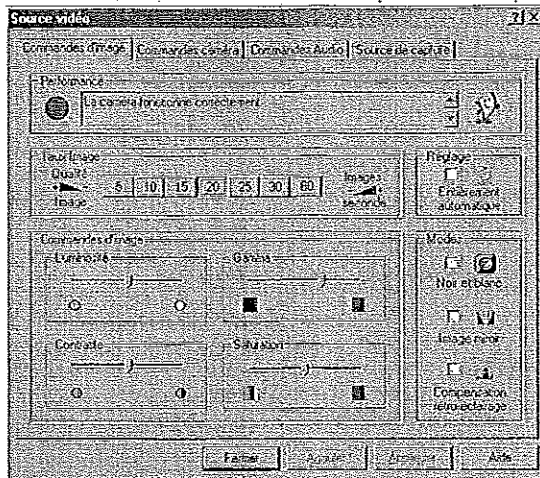 Source vidéo
Commandes d'image Commandes caméra Commandes Audio Source de capture
Performance
La caméra fonctionne correctement
Taux Image
Qualité
Image
5 10 15 20 25 30 60
Images
seconde
Réglage
Entièrement
automatique
Commandes d'image
Luminosité
Gamma
Contraste
Saturation
Modes
Noir et blanc
Image miroir
Compensation
rétro-éclairage
Fermer Annuler Aide